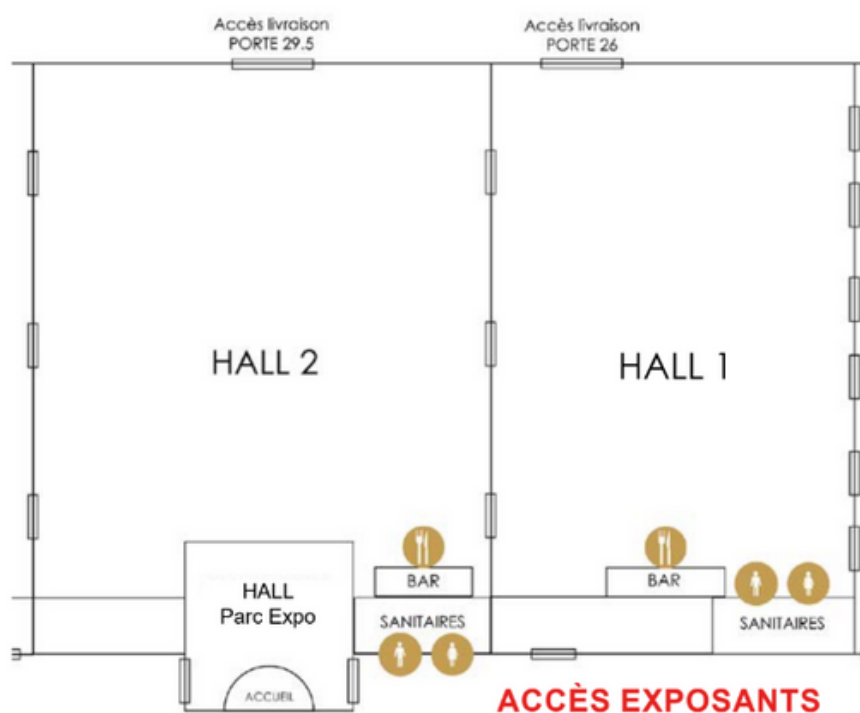 Accès livraison
PORTE 29.5
Accès livraison
PORTE 26
HALL 2
HALL 1
BAR
BAR
HALL
Parc Expo
SANITAIRES
SANITAIRES
ACCUEIL
ACCÈS EXPOSANTS